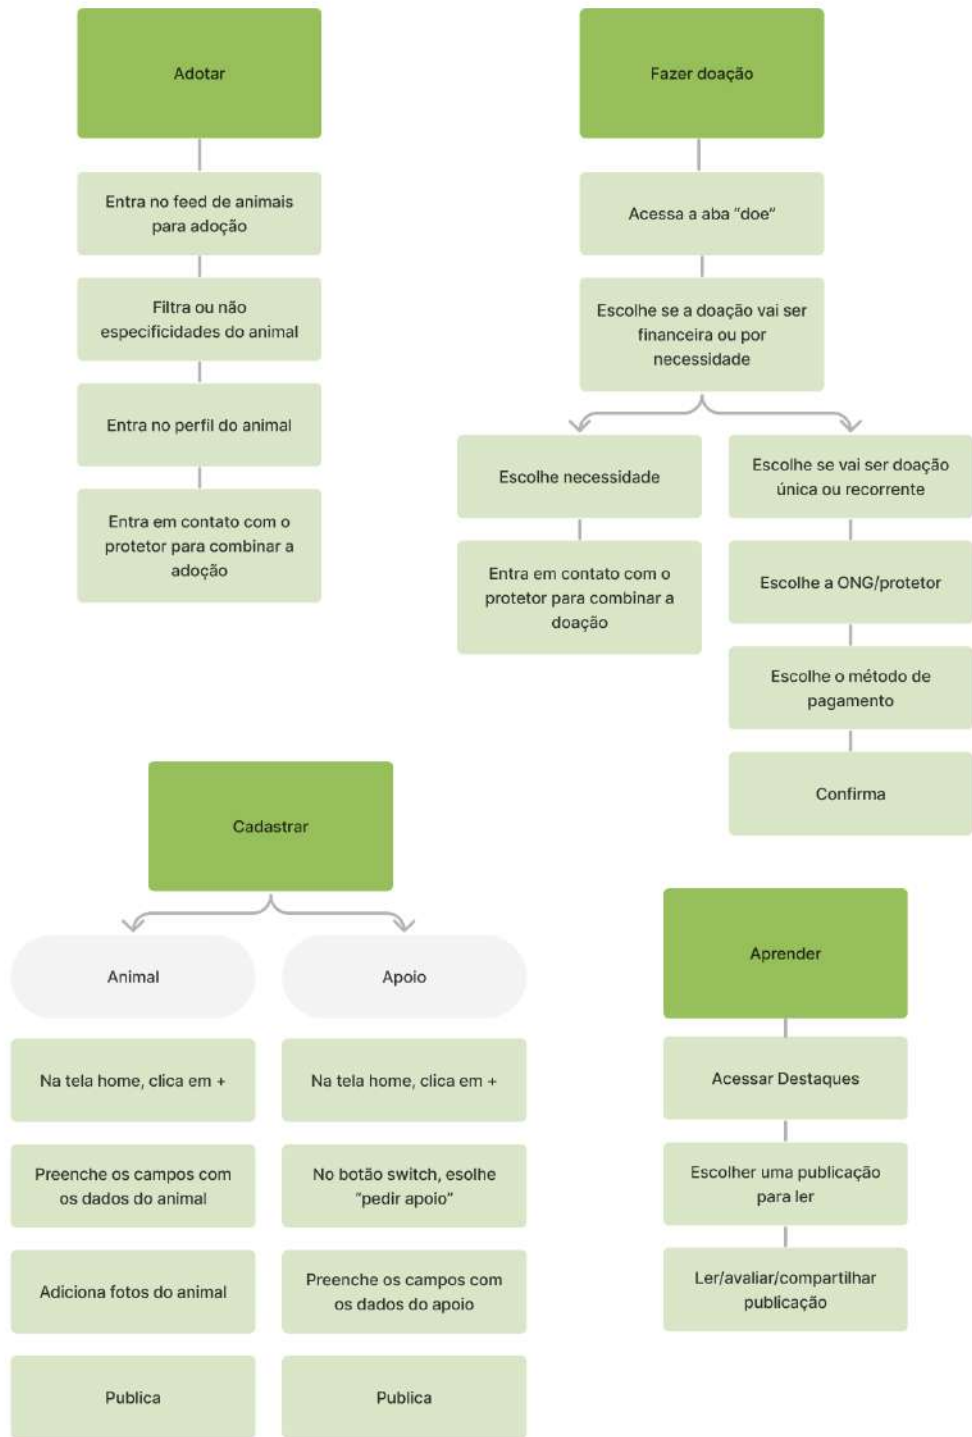 Adotar
Entra no feed de animais
para adoção
Filtra ou não
especificidades do animal
Entra no perfil do animal
Entra em contato com o
protetor para combinar a
adoção
Fazer doação
Acessa a aba “doe”
Escolhe se a doação vai ser
financeira ou por
necessidade
Escolhe necessidade
Entra em contato com o
protetor para combinar a
doação
Escolhe se vai ser doação
única ou recorrente
Escolhe a ONG/protetor
Escolhe o método de
pagamento
Confirma
Cadastrar
Animal
Na tela home, clica em +
Preenche os campos com
os dados do animal
Adiciona fotos do animal
Publica
Apoio
Na tela home, clica em +
No botão switch, esolhe
“pedir apoio”
Preenche os campos com
os dados do apoio
Publica
Aprender
Acessar Destaques
Escolher uma publicação
para ler
Ler/avaliar/compartilhar
publicação